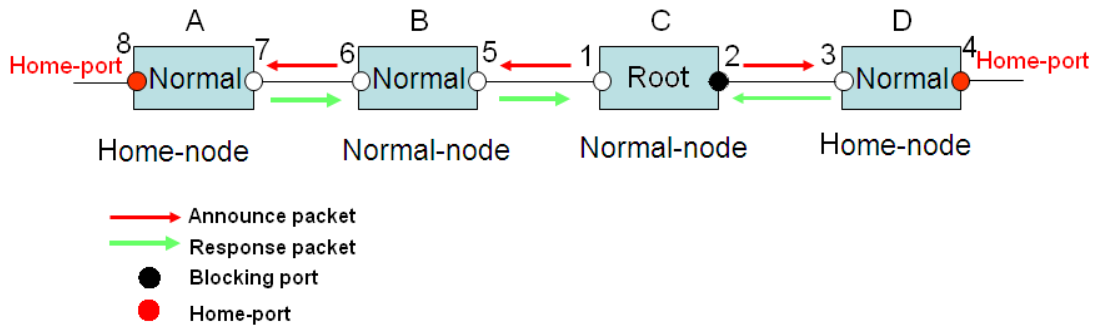 A B C D
8 7 6 5 1 2 3 4
Home-port Normal Normal Root Normal Home-port
Home-node Normal-node Normal-node Home-node
Announce packet
Response packet
Blocking port
Home-port